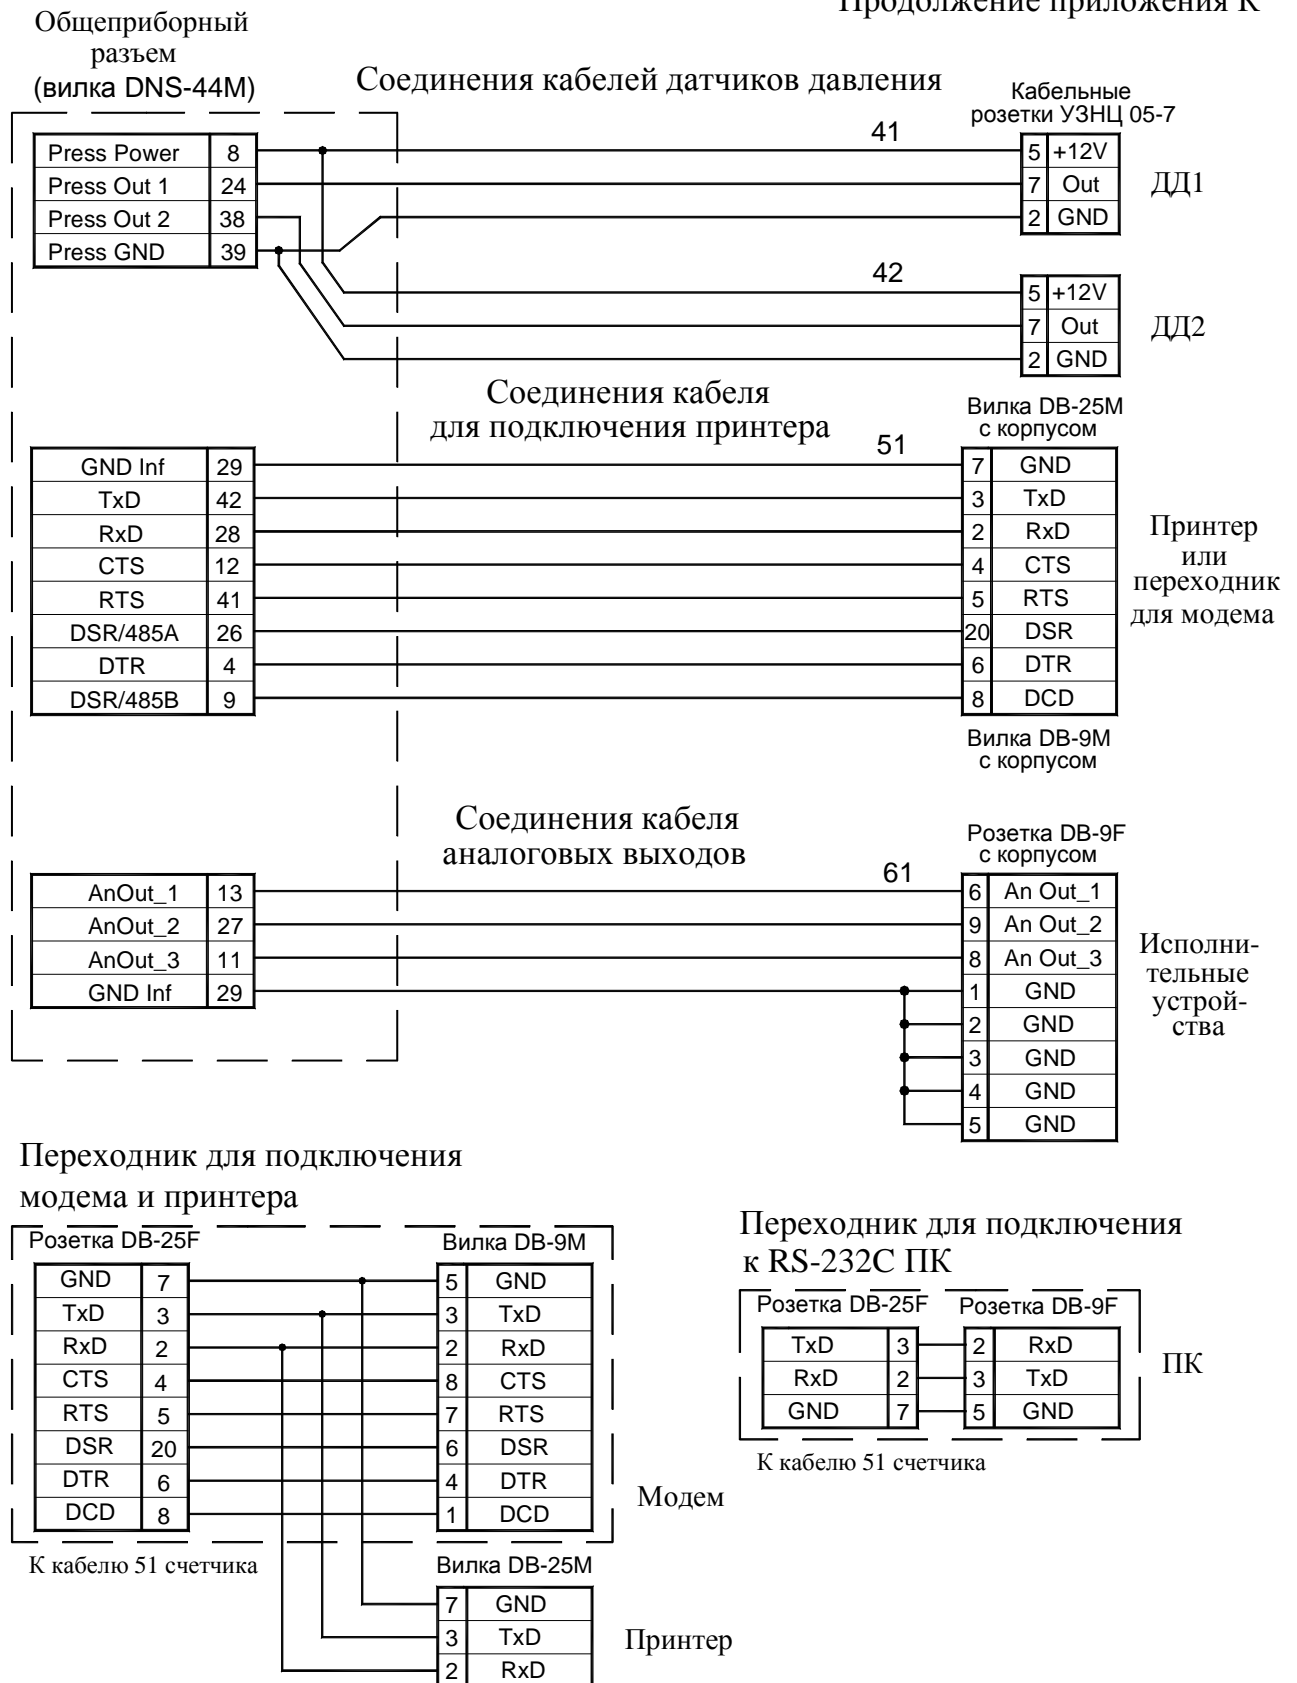 Продолжение приложения К
Общеприборный
разъем
(вилка DNS-44M)
Соединения кабелей датчиков давления
Кабельные
розетки УЗНЦ 05-7
Press Power 8
Press Out 1 24
Press Out 2 38
Press GND 39
41
5 +12V
7 Out
2 GND
ДД1
42
5 +12V
7 Out
2 GND
ДД2
Соединения кабеля
для подключения принтера
51
Вилка DB-25M
с корпусом
GND Inf 29
TxD 42
RxD 28
CTS 12
RTS 41
DSR/485A 26
DTR 4
DSR/485B 9
7 GND
3 TxD
2 RxD
4 CTS
5 RTS
20 DSR
6 DTR
8 DCD
Принтер
или
переходник
для модема
Вилка DB-9M
с корпусом
Соединения кабеля
аналоговых выходов
61
Розетка DB-9F
с корпусом
AnOut_1 13
AnOut_2 27
AnOut_3 11
GND Inf 29
6 An Out_1
9 An Out_2
8 An Out_3
1 GND
2 GND
3 GND
4 GND
5 GND
Исполни-
тельные
устрой-
ства
Переходник для подключения
модема и принтера
Розетка DB-25F
Вилка DB-9M
GND 7
TxD 3
RxD 2
CTS 4
RTS 5
DSR 20
DTR 6
DCD 8
5 GND
3 TxD
2 RxD
8 CTS
7 RTS
6 DSR
4 DTR
1 DCD
Модем
К кабелю 51 счетчика
Вилка DB-25M
7 GND
3 TxD
2 RxD
Принтер
Переходник для подключения
к RS-232C ПК
Розетка DB-25F
Розетка DB-9F
TxD 3
RxD 2
GND 7
2 RxD
3 TxD
5 GND
ПК
К кабелю 51 счетчика